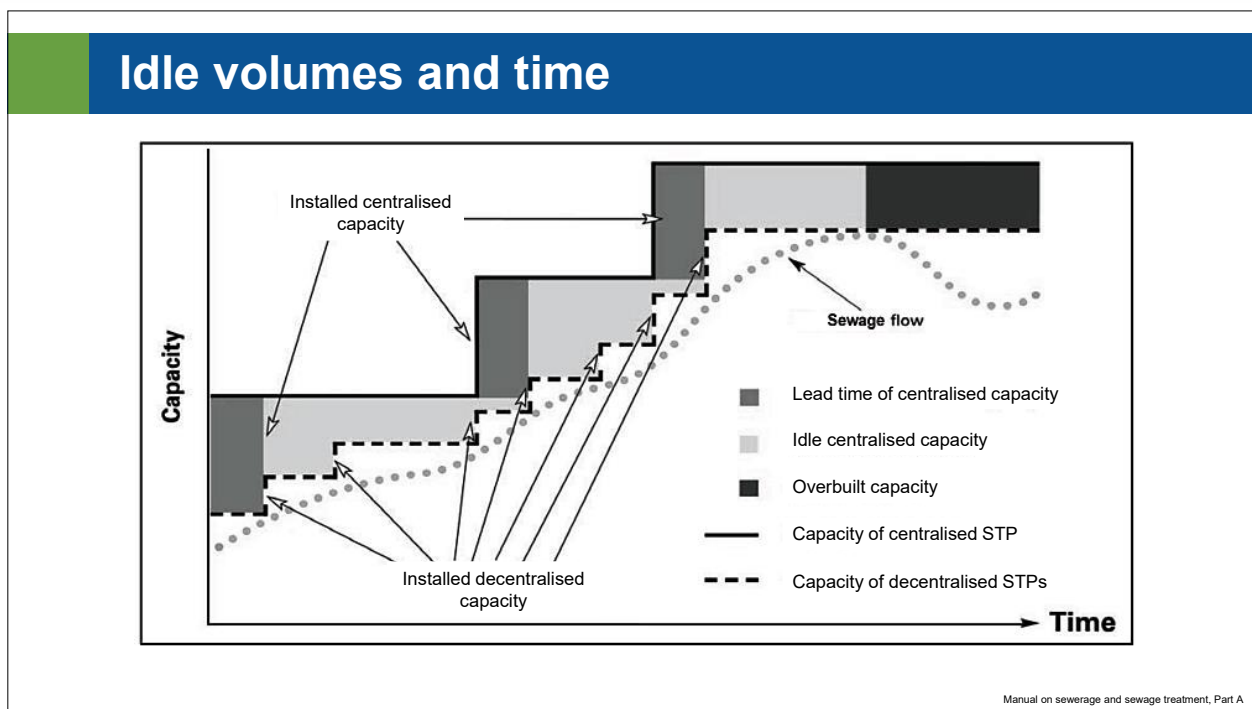 Idle volumes and time
Installed centralised
capacity
Capacity
Sewage flow
Lead time of centralised capacity
Idle centralised capacity
Overbuilt capacity
Capacity of centralised STP
Capacity of decentralised STPs
Installed decentralised
capacity
Time
Manual on sewerage and sewage treatment, Part A